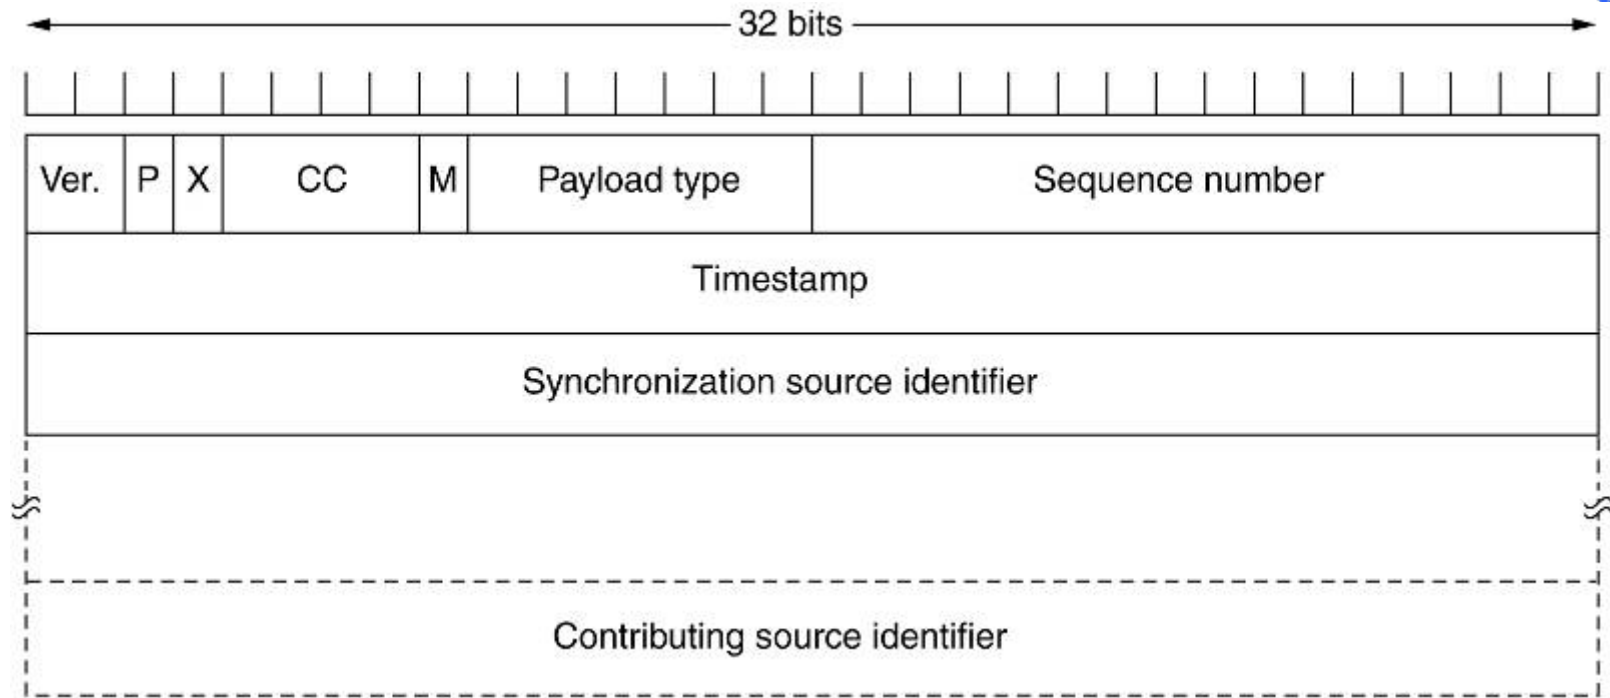 32 bits
Ver. P X CC M Payload type Sequence number
Timestamp
Synchronization source identifier
Contributing source identifier